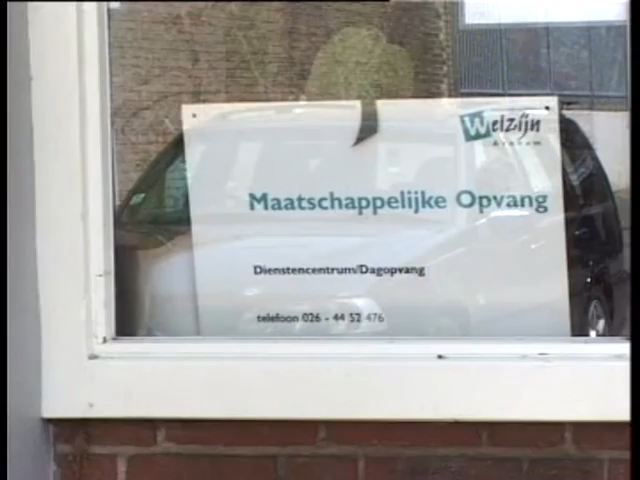 Welzijn
Arnhem
Maatschappelijke Opvang
Dienstencentrum/Dagopvang
telefoon 026 - 44 52 476